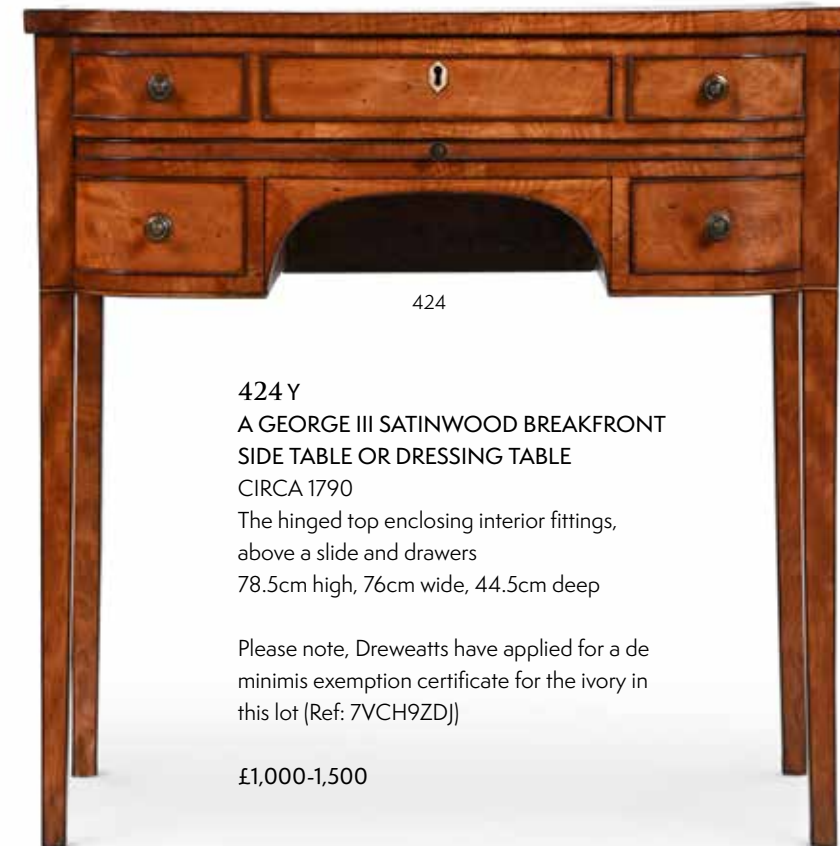 424
424 Y
A GEORGE III SATINWOOD BREAKFRONT
SIDE TABLE OR DRESSING TABLE
CIRCA 1790
The hinged top enclosing interior fittings,
above a slide and drawers
78.5cm high, 76cm wide, 44.5cm deep
Please note, Dreweatts have applied for a de
minimis exemption certificate for the ivory in
this lot (Ref: 7VCH9ZDJ)
£1,000-1,500